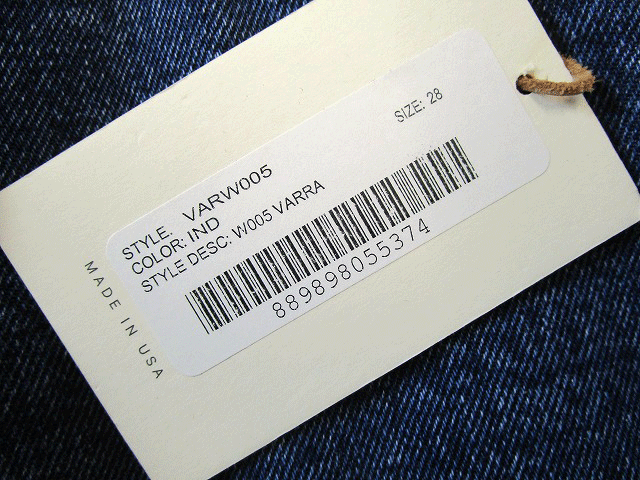 SIZE: 28
STYLE. VARW005
COLOR: IND
STYLE DESC: W005 VARRA
889898055374
MADE IN USA